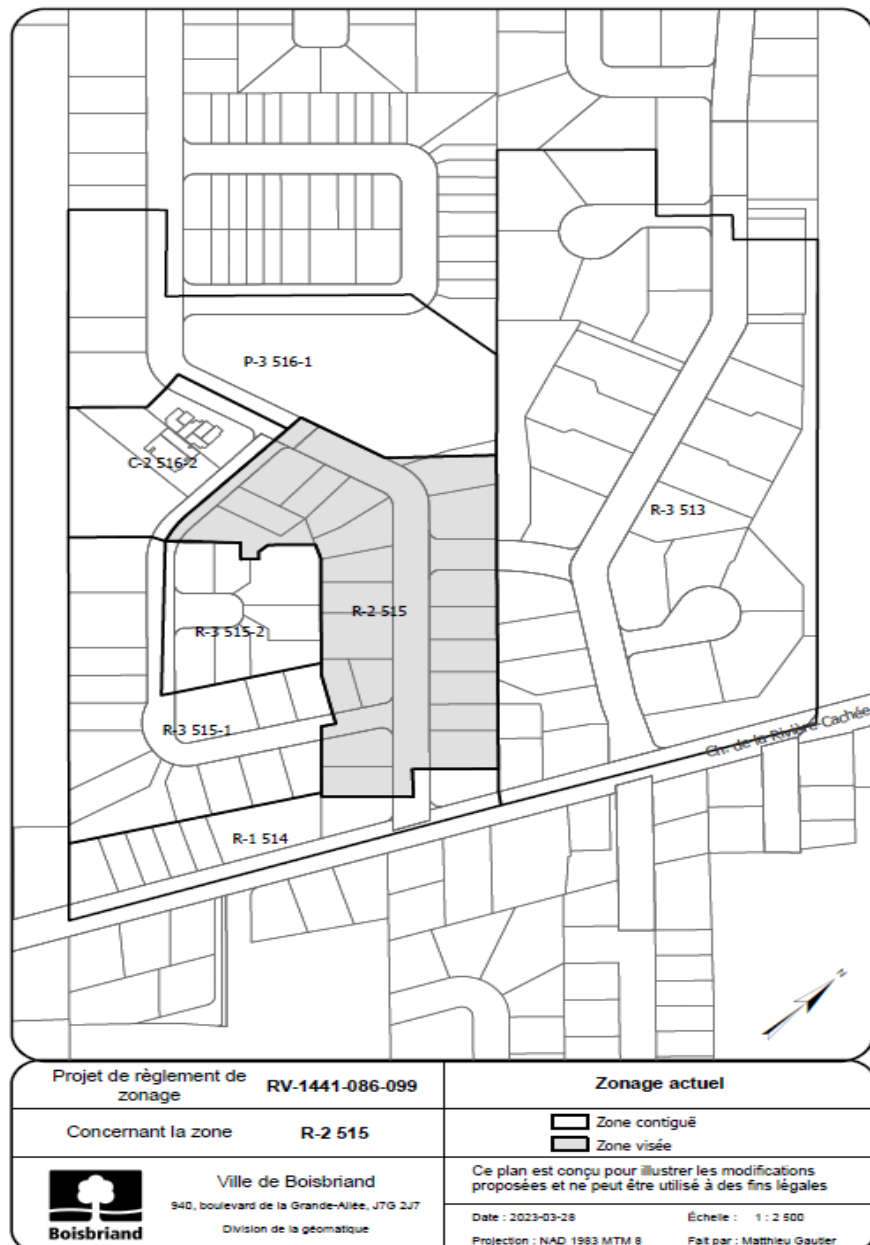 P-3 516-1
C-2 516-2
R-3 513
R-2 515
R-3 515-2
R-3 515-1
Ch. de la Rivière-Cachée
R-1 514
N
Projet de règlement de zonage RV-1441-086-099
Zonage actuel
Concernant la zone R-2 515
Zone contiguë
Zone visée
Boisbriand
Ville de Boisbriand
940, boulevard de la Grande-Allée, J7G 2J7
Division de la géomatique
Ce plan est conçu pour illustrer les modifications
proposées et ne peut être utilisé à des fins légales
Date : 2023-03-28 Échelle : 1 : 2 500
Projection : NAD 1983 MTM 8 Fait par : Matthieu Gautier